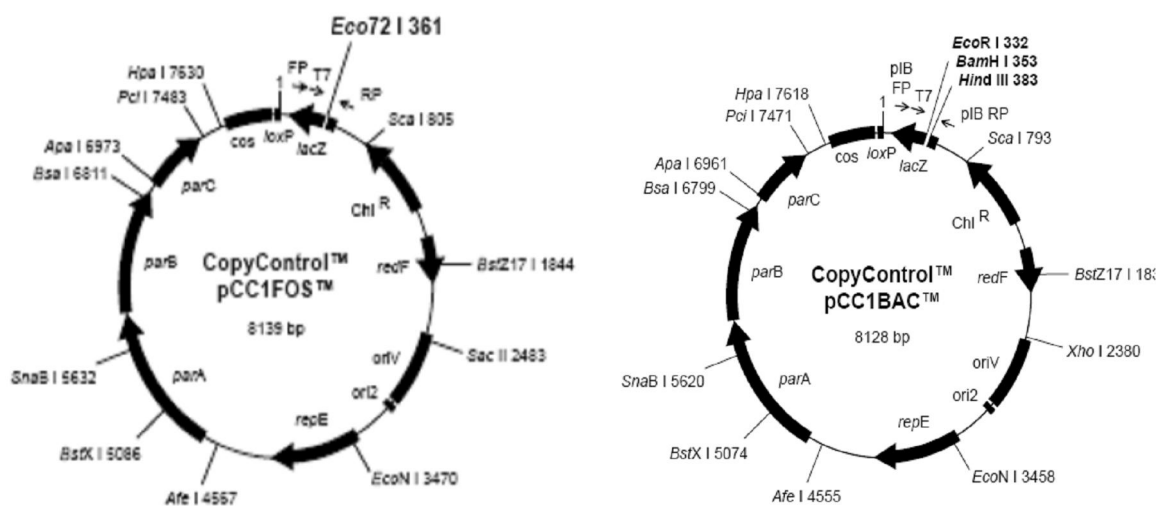 Eco72 I 361
Hpa I 7630
Pci I 7483
1
FP
T7
RP
Sca I 805
cos
loxP
lacZ
Apa I 6973
Bsa I 6811
parC
Chl R
parB
CopyControl™
pCC1FOS™
8139 bp
redF
BstZ17 I 1844
Sac II 2483
oriV
ori2
SnaB I 5632
parA
repE
BstX I 5086
EcoN I 3470
Afe I 4567
EcoR I 332
BamH I 353
Hind III 383
pIB
FP
T7
1
Hpa I 7618
Pci I 7471
pIB RP
Sca I 793
cos
loxP
lacZ
Apa I 6961
Bsa I 6799
parC
Chl R
parB
CopyControl™
pCC1BAC™
8128 bp
redF
BstZ17 I 183
Xho I 2380
oriV
ori2
SnaB I 5620
parA
repE
BstX I 5074
EcoN I 3458
Afe I 4555